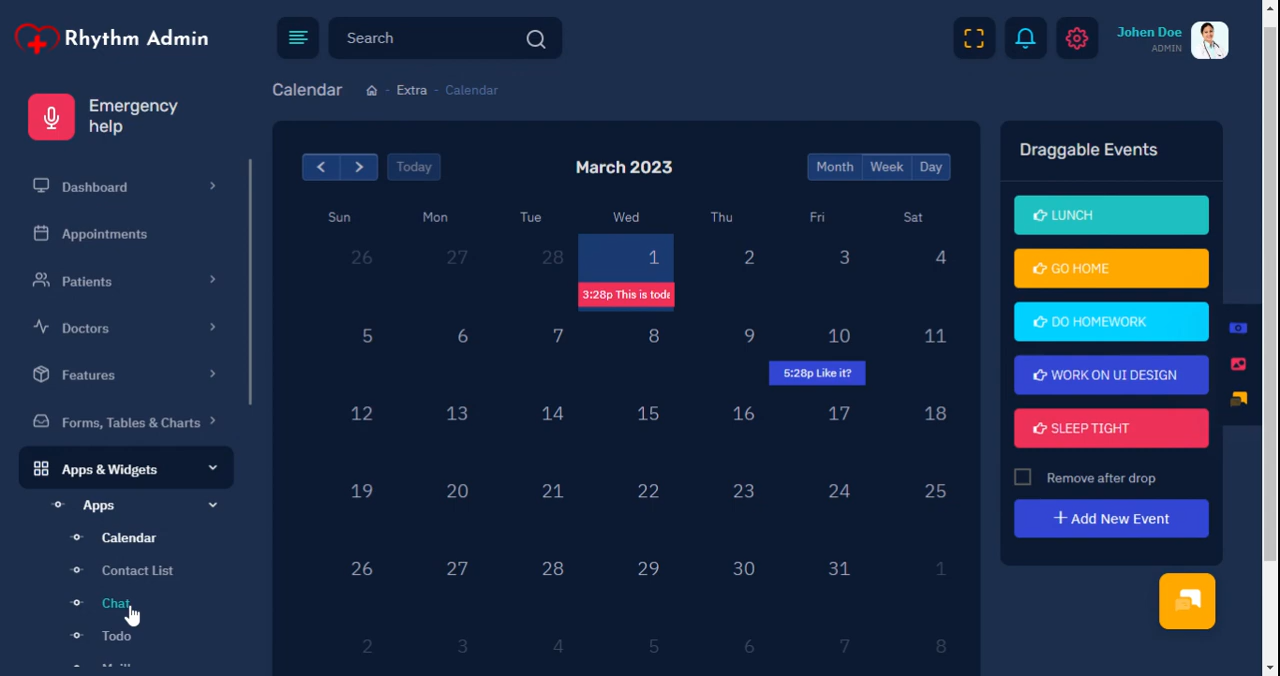 Rhythm Admin
Search
Johen Doe
ADMIN
Calendar
- Extra - Calendar
Emergency
help
Dashboard
Appointments
Patients
Doctors
Features
Forms, Tables & Charts
Apps & Widgets
Apps
Calendar
Contact List
Chat
Todo
Today
March 2023
Month Week Day
Sun Mon Tue Wed Thu Fri Sat
26 27 28 1 2 3 4
3:28p This is toda
5 6 7 8 9 10 11
5:28p Like it?
12 13 14 15 16 17 18
19 20 21 22 23 24 25
26 27 28 29 30 31 1
2 3 4 5 6 7 8
Draggable Events
LUNCH
GO HOME
DO HOMEWORK
WORK ON UI DESIGN
SLEEP TIGHT
Remove after drop
+ Add New Event